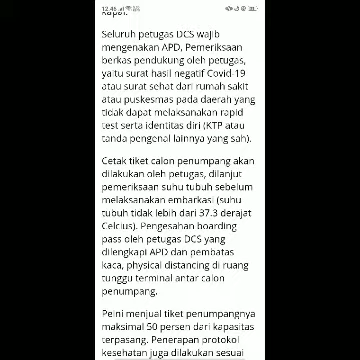 12.46
kapal.
Seluruh petugas DCS wajib
mengenakan APD, Pemeriksaan
berkas pendukung oleh petugas,
yaitu surat hasil negatif Covid-19
atau surat sehat dari rumah sakit
atau puskesmas pada daerah yang
tidak dapat melaksanakan rapid
test serta identitas diri (KTP atau
tanda pengenal lainnya yang sah).
Cetak tiket calon penumpang akan
dilakukan oleh petugas, dilanjut
pemeriksaan suhu tubuh sebelum
melaksanakan embarkasi (suhu
tubuh tidak lebih dari 37.3 derajat
Celcius). Pengesahan boarding
pass oleh petugas DCS yang
dilengkapi APD dan pembatas
kaca, physical distancing di ruang
tunggu terminal antar calon
penumpang.
Pelni menjual tiket penumpangnya
maksimal 50 persen dari kapasitas
terpasang. Penerapan protokol
kesehatan juga dilakukan sesuai